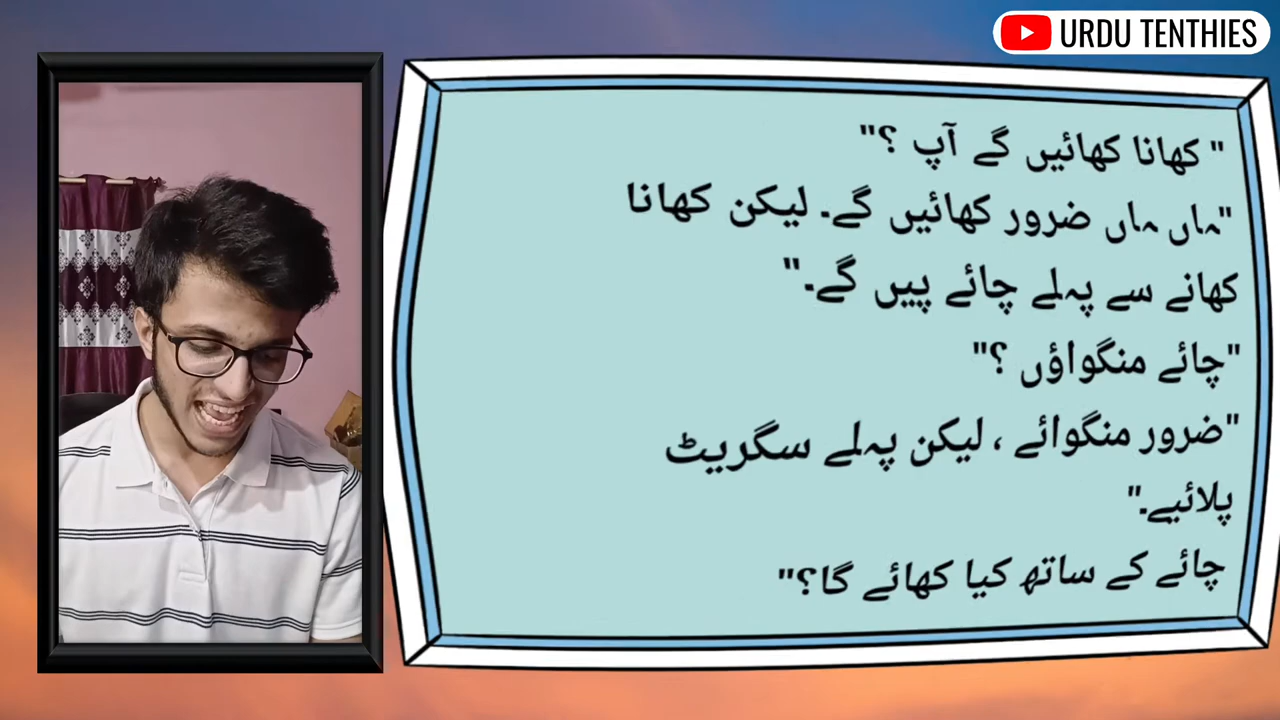 URDU TENTHIES
" کھانا کھائیں گے آپ ؟"
"ہاں ہاں ضرور کھائیں گے۔ لیکن کھانا
کھانے سے پہلے چائے پیں گے۔"
"چائے منگواؤں ؟"
"ضرور منگوائے ، لیکن پہلے سگریٹ
پلائیے۔"
چائے کے ساتھ کیا کھائے گا؟"